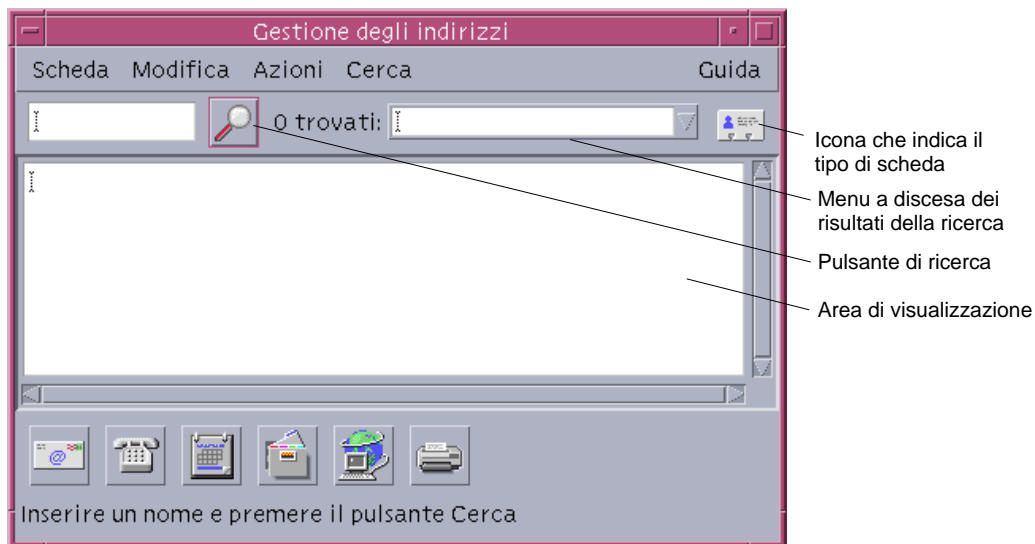 Gestione degli indirizzi
Scheda Modifica Azioni Cerca Guida
0 trovati:
Icona che indica il
tipo di scheda
Menu a discesa dei
risultati della ricerca
Pulsante di ricerca
Area di visualizzazione
@
Inserire un nome e premere il pulsante Cerca